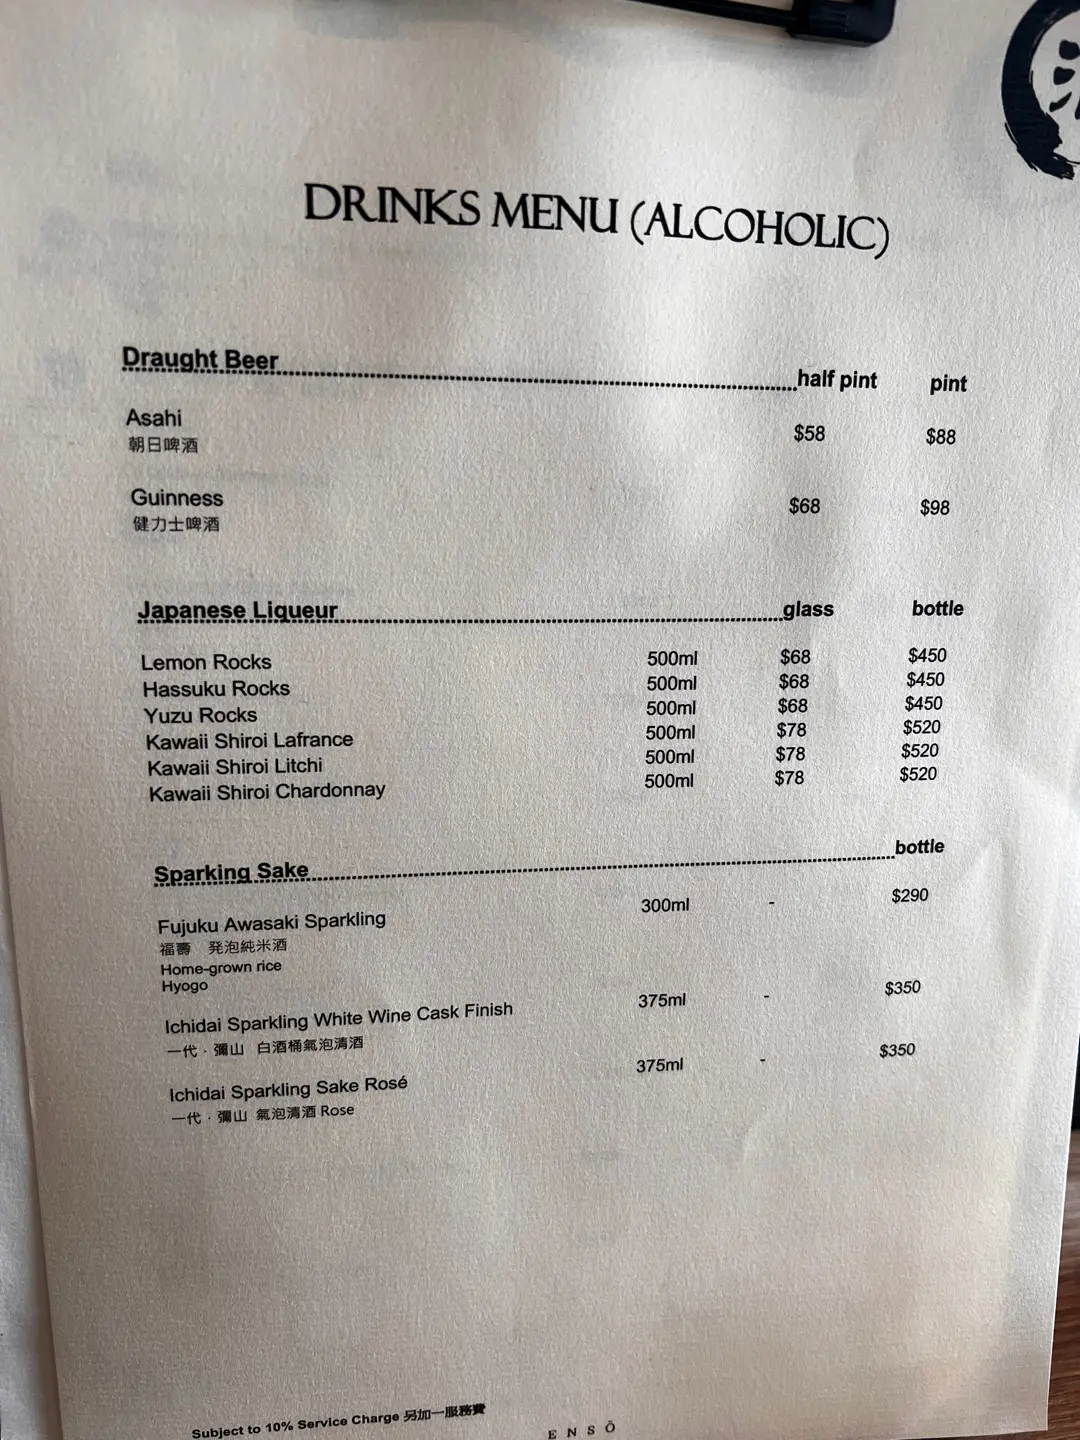 DRINKS MENU (ALCOHOLIC)
Draught Beer half pint pint
Asahi $58 $88
朝日啤酒
Guinness $68 $98
健力士啤酒
Japanese Liqueur glass bottle
Lemon Rocks 500ml $68 $450
Hassuku Rocks 500ml $68 $450
Yuzu Rocks 500ml $68 $450
Kawaii Shiroi Lafrance 500ml $78 $520
Kawaii Shiroi Litchi 500ml $78 $520
Kawaii Shiroi Chardonnay 500ml $78 $520
Sparking Sake bottle
Fujuku Awasaki Sparkling 300ml - $290
福壽 発泡純米酒
Home-grown rice
Hyogo
Ichidai Sparkling White Wine Cask Finish 375ml - $350
一代·彌山 白酒桶氣泡清酒
Ichidai Sparkling Sake Rosé 375ml - $350
一代·彌山 氣泡清酒 Rose
Subject to 10% Service Charge 另加一服務費
ENSŌ